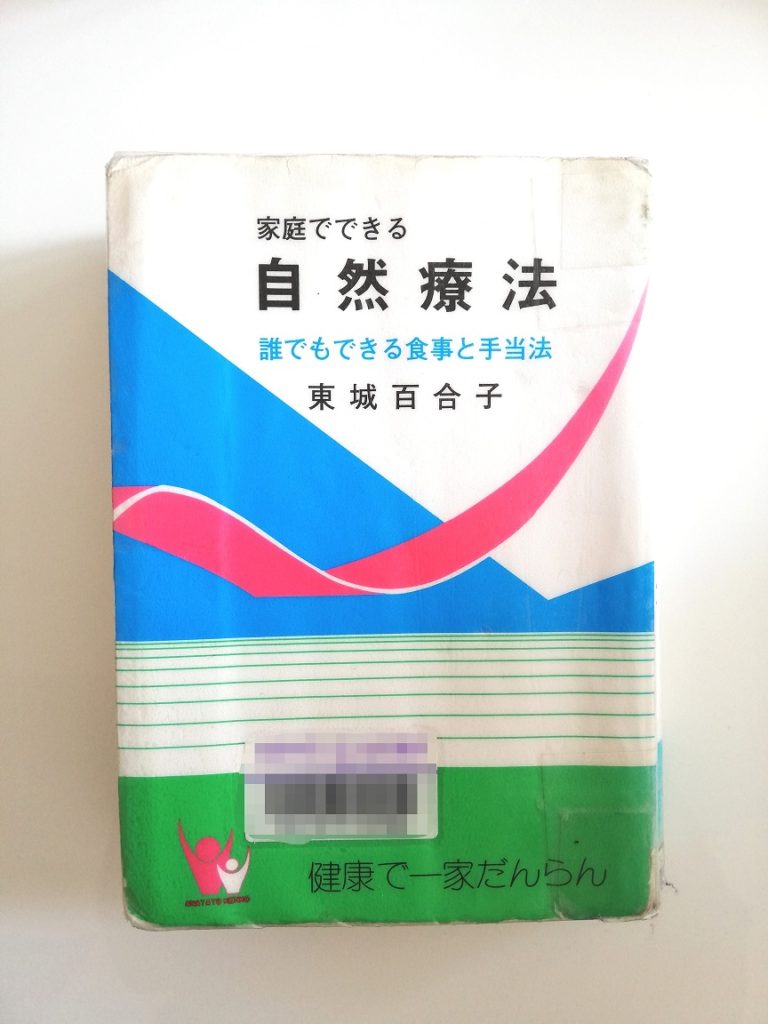 家庭でできる
自然療法
誰でもできる食事と手当法
東城百合子
健康で一家だんらん